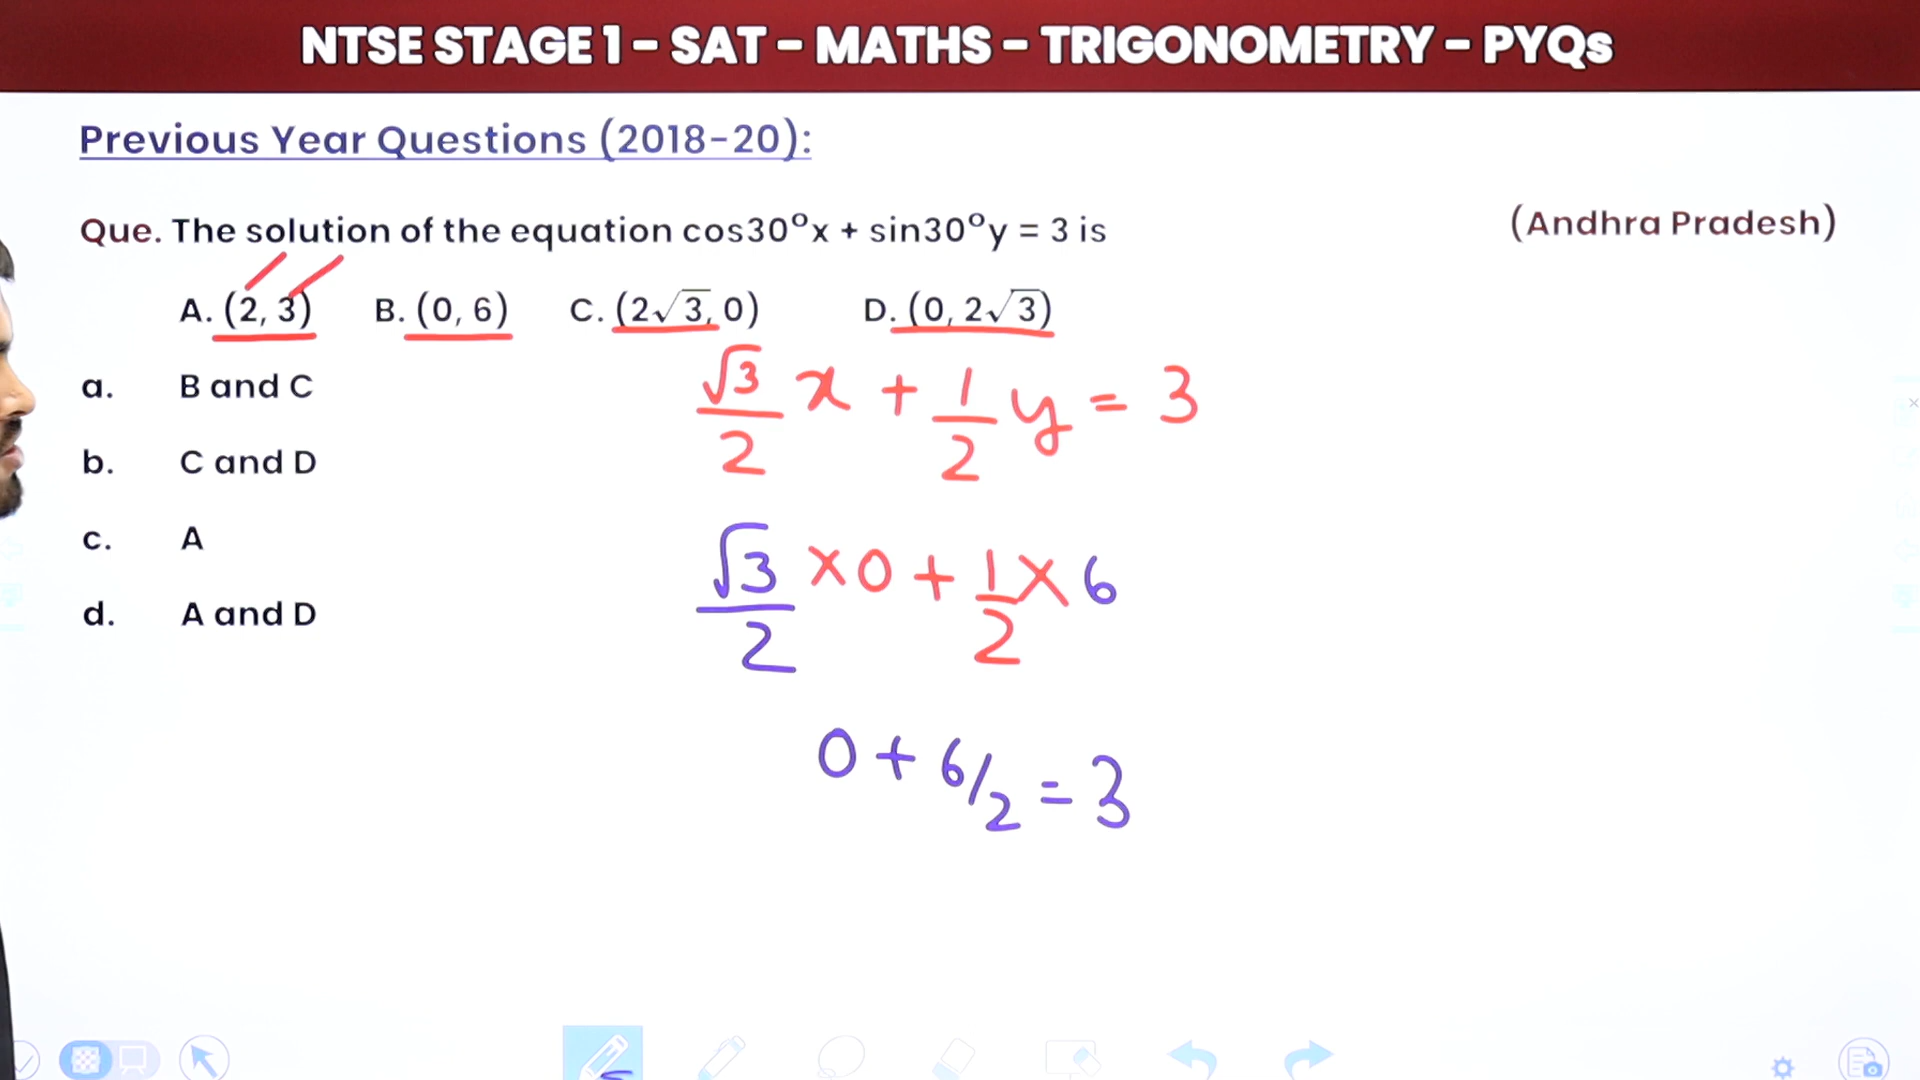 NTSE STAGE 1 – SAT – MATHS – TRIGONOMETRY – PYQs
Previous Year Questions (2018-20):
Que. The solution of the equation cos30°x + sin30°y = 3 is (Andhra Pradesh)
A. (2, 3) B. (0, 6) C. (2√3, 0) D. (0, 2√3)
a. B and C
b. C and D
c. A
d. A and D
√3/2 x + 1/2 y = 3
√3/2 × 0 + 1/2 × 6
0 + 6/2 = 3